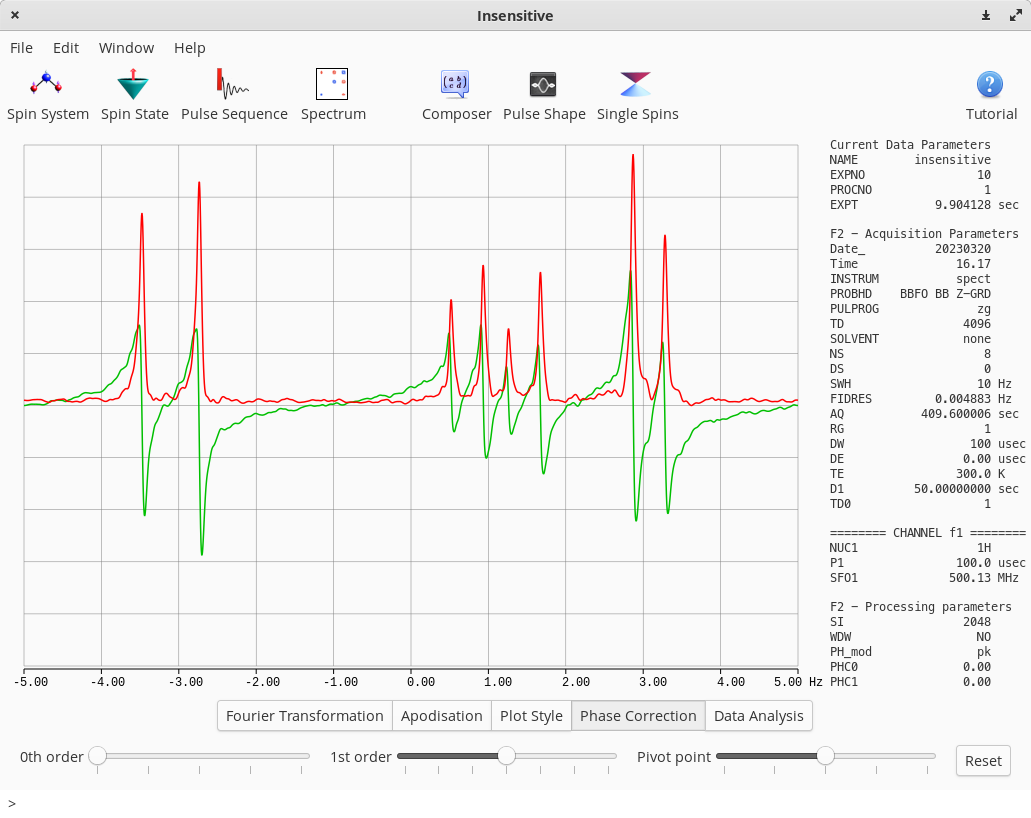 Insensitive
File Edit Window Help
Spin System Spin State Pulse Sequence Spectrum Composer Pulse Shape Single Spins Tutorial
Current Data Parameters
NAME insensitive
EXPNO 10
PROCNO 1
EXPT 9.904128 sec
F2 - Acquisition Parameters
Date_ 20230320
Time 16.17
INSTRUM spect
PROBHD BBFO BB Z-GRD
PULPROG zg
TD 4096
SOLVENT none
NS 8
DS 0
SWH 10 Hz
FIDRES 0.004883 Hz
AQ 409.600006 sec
RG 1
DW 100 usec
DE 0.00 usec
TE 300.0 K
D1 50.00000000 sec
TD0 1
======== CHANNEL f1 ========
NUC1 1H
P1 100.0 usec
SFO1 500.13 MHz
F2 - Processing parameters
SI 2048
WDW NO
PH_mod pk
PHC0 0.00
PHC1 0.00
-5.00 -4.00 -3.00 -2.00 -1.00 0.00 1.00 2.00 3.00 4.00 5.00 Hz
Fourier Transformation Apodisation Plot Style Phase Correction Data Analysis
0th order 1st order Pivot point Reset
>